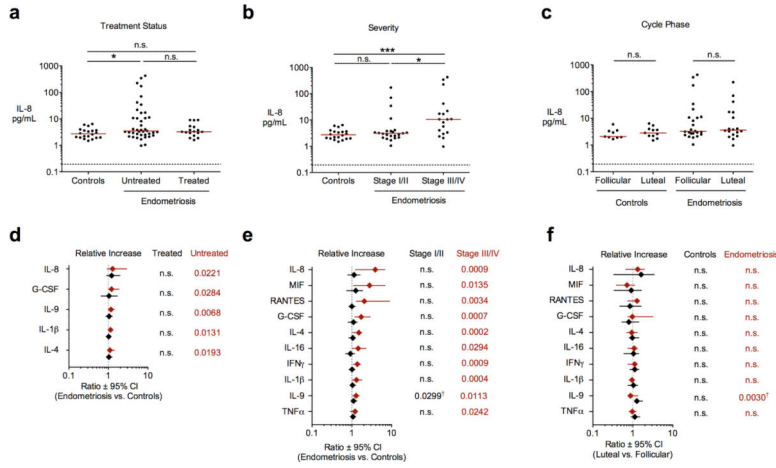 a
Treatment Status
n.s.
* n.s.
1000
100
IL-8 10
pg/mL
1
0.1
Controls Untreated Treated
Endometriosis
b
Severity
***
n.s. *
1000
100
IL-8 10
pg/mL
1
0.1
Controls Stage I/II Stage III/IV
Endometriosis
c
Cycle Phase
n.s. n.s.
1000
100
IL-8 10
pg/mL
1
0.1
Follicular Luteal Follicular Luteal
Controls Endometriosis
d
Relative Increase Treated Untreated
IL-8 n.s. 0.0221
G-CSF n.s. 0.0284
IL-9 n.s. 0.0068
IL-1β n.s. 0.0131
IL-4 n.s. 0.0193
0.1 1 10
Ratio ± 95% CI
(Endometriosis vs. Controls)
e
Relative Increase Stage I/II Stage III/IV
IL-8 n.s. 0.0009
MIF n.s. 0.0135
RANTES n.s. 0.0034
G-CSF n.s. 0.0007
IL-4 n.s. 0.0002
IL-16 n.s. 0.0294
IFNγ n.s. 0.0009
IL-1β n.s. 0.0004
IL-9 0.0299† 0.0113
TNFα n.s. 0.0242
0.1 1 10
Ratio ± 95% CI
(Endometriosis vs. Controls)
f
Relative Increase Controls Endometriosis
IL-8 n.s. n.s.
MIF n.s. n.s.
RANTES n.s. n.s.
G-CSF n.s. n.s.
IL-4 n.s. n.s.
IL-16 n.s. n.s.
IFNγ n.s. n.s.
IL-1β n.s. n.s.
IL-9 n.s. 0.0030†
TNFα n.s. n.s.
0.1 1 10
Ratio ± 95% CI
(Luteal vs. Follicular)